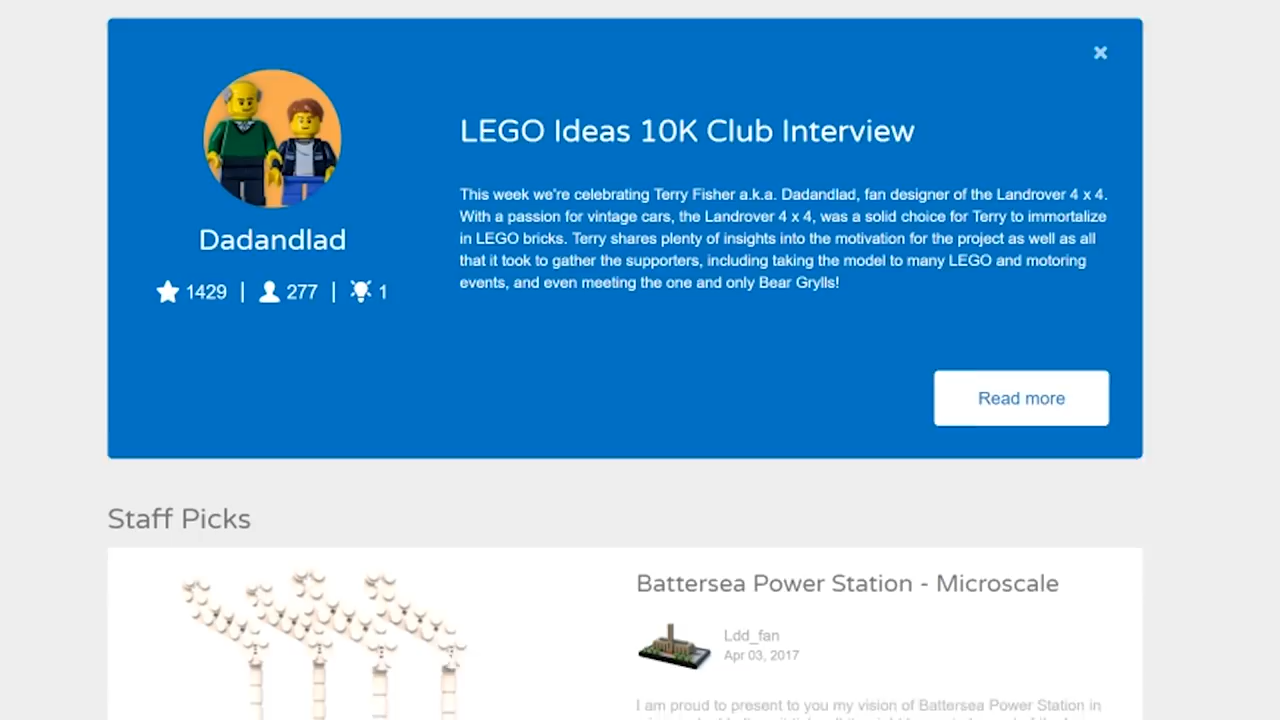 LEGO Ideas 10K Club Interview
This week we're celebrating Terry Fisher a.k.a. Dadandlad, fan designer of the Landrover 4 x 4.
With a passion for vintage cars, the Landrover 4 x 4, was a solid choice for Terry to immortalize
in LEGO bricks. Terry shares plenty of insights into the motivation for the project as well as all
that it took to gather the supporters, including taking the model to many LEGO and motoring
events, and even meeting the one and only Bear Grylls!
Dadandlad
1429 | 277 | 1
Read more
Staff Picks
Battersea Power Station - Microscale
Ldd_fan
Apr 03, 2017
I am proud to present to you my vision of Battersea Power Station in